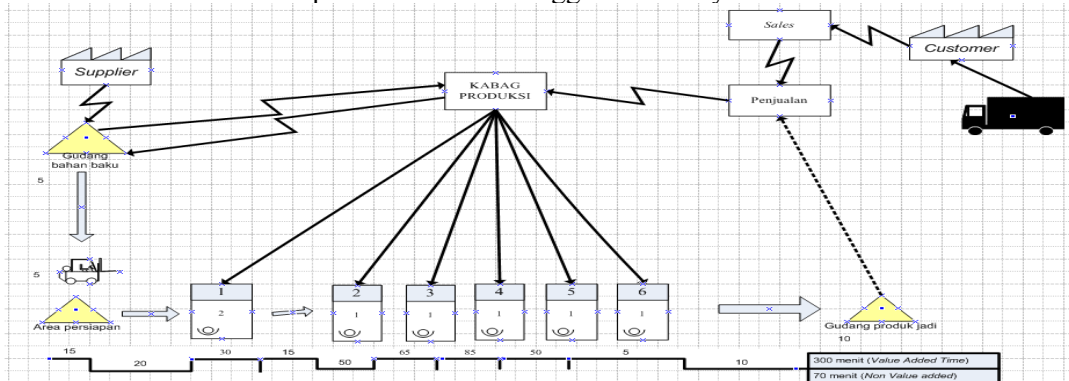 Sales
Customer
Supplier
KABAG
PRODUKSI
Penjualan
Gudang
bahan baku
5
5
1
2
3
4
5
6
2
1
1
1
1
1
Area persiapan
Gudang produk jadi
10
15
20
30
15
50
65
85
50
5
10
300 menit (Value Added Time)
70 menit (Non Value added)